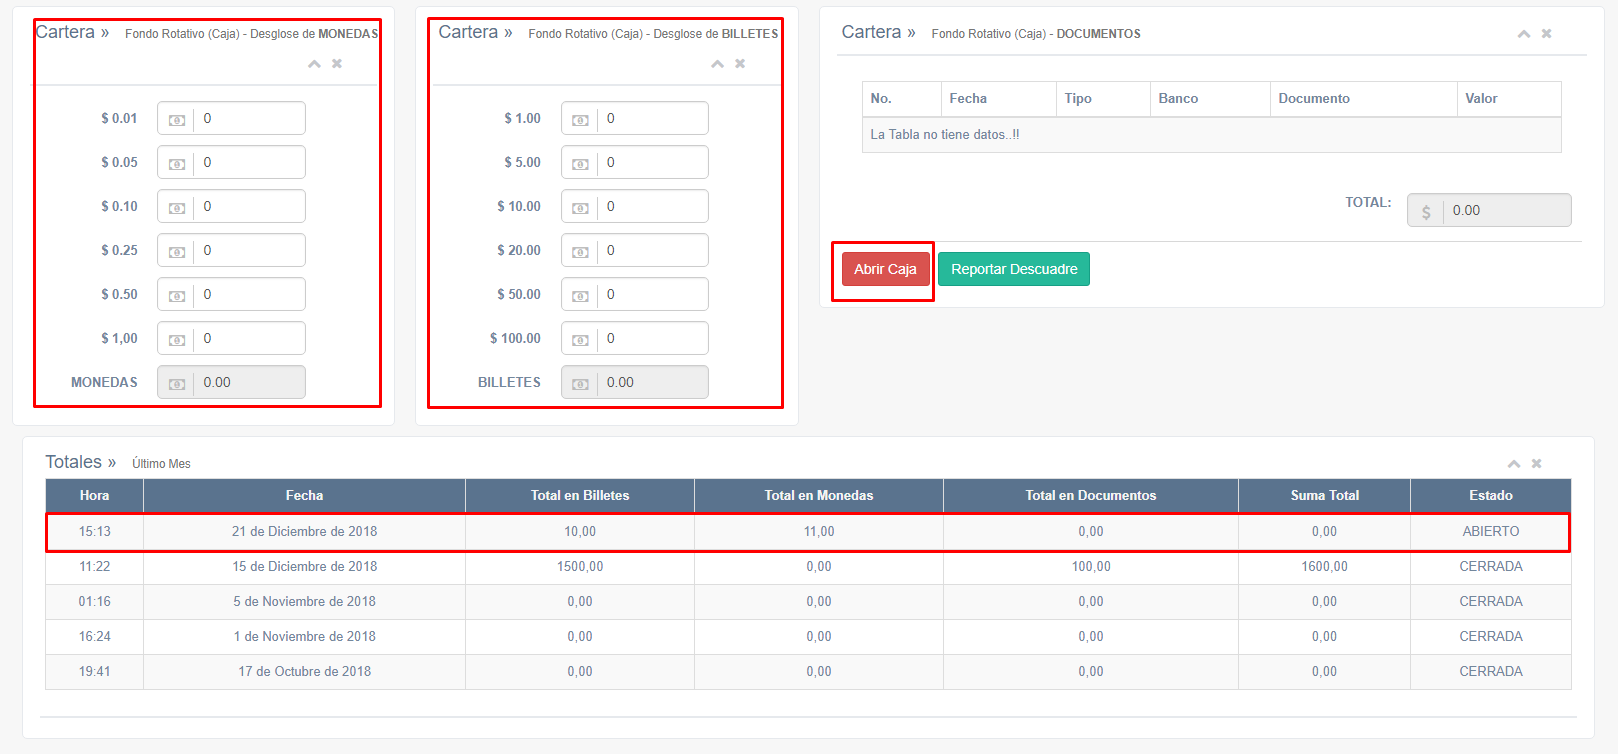 Cartera » Fondo Rotativo (Caja) - Desglose de MONEDAS
$ 0.01 0
$ 0.05 0
$ 0.10 0
$ 0.25 0
$ 0.50 0
$ 1,00 0
MONEDAS 0.00
Cartera » Fondo Rotativo (Caja) - Desglose de BILLETES
$ 1.00 0
$ 5.00 0
$ 10.00 0
$ 20.00 0
$ 50.00 0
$ 100.00 0
BILLETES 0.00
Cartera » Fondo Rotativo (Caja) - DOCUMENTOS
No. Fecha Tipo Banco Documento Valor
La Tabla no tiene datos..!!
TOTAL: $ 0.00
Abrir Caja Reportar Descuadre
Totales » Último Mes
Hora Fecha Total en Billetes Total en Monedas Total en Documentos Suma Total Estado
15:13 21 de Diciembre de 2018 10,00 11,00 0,00 0,00 ABIERTO
11:22 15 de Diciembre de 2018 1500,00 0,00 100,00 1600,00 CERRADA
01:16 5 de Noviembre de 2018 0,00 0,00 0,00 0,00 CERRADA
16:24 1 de Noviembre de 2018 0,00 0,00 0,00 0,00 CERRADA
19:41 17 de Octubre de 2018 0,00 0,00 0,00 0,00 CERRADA